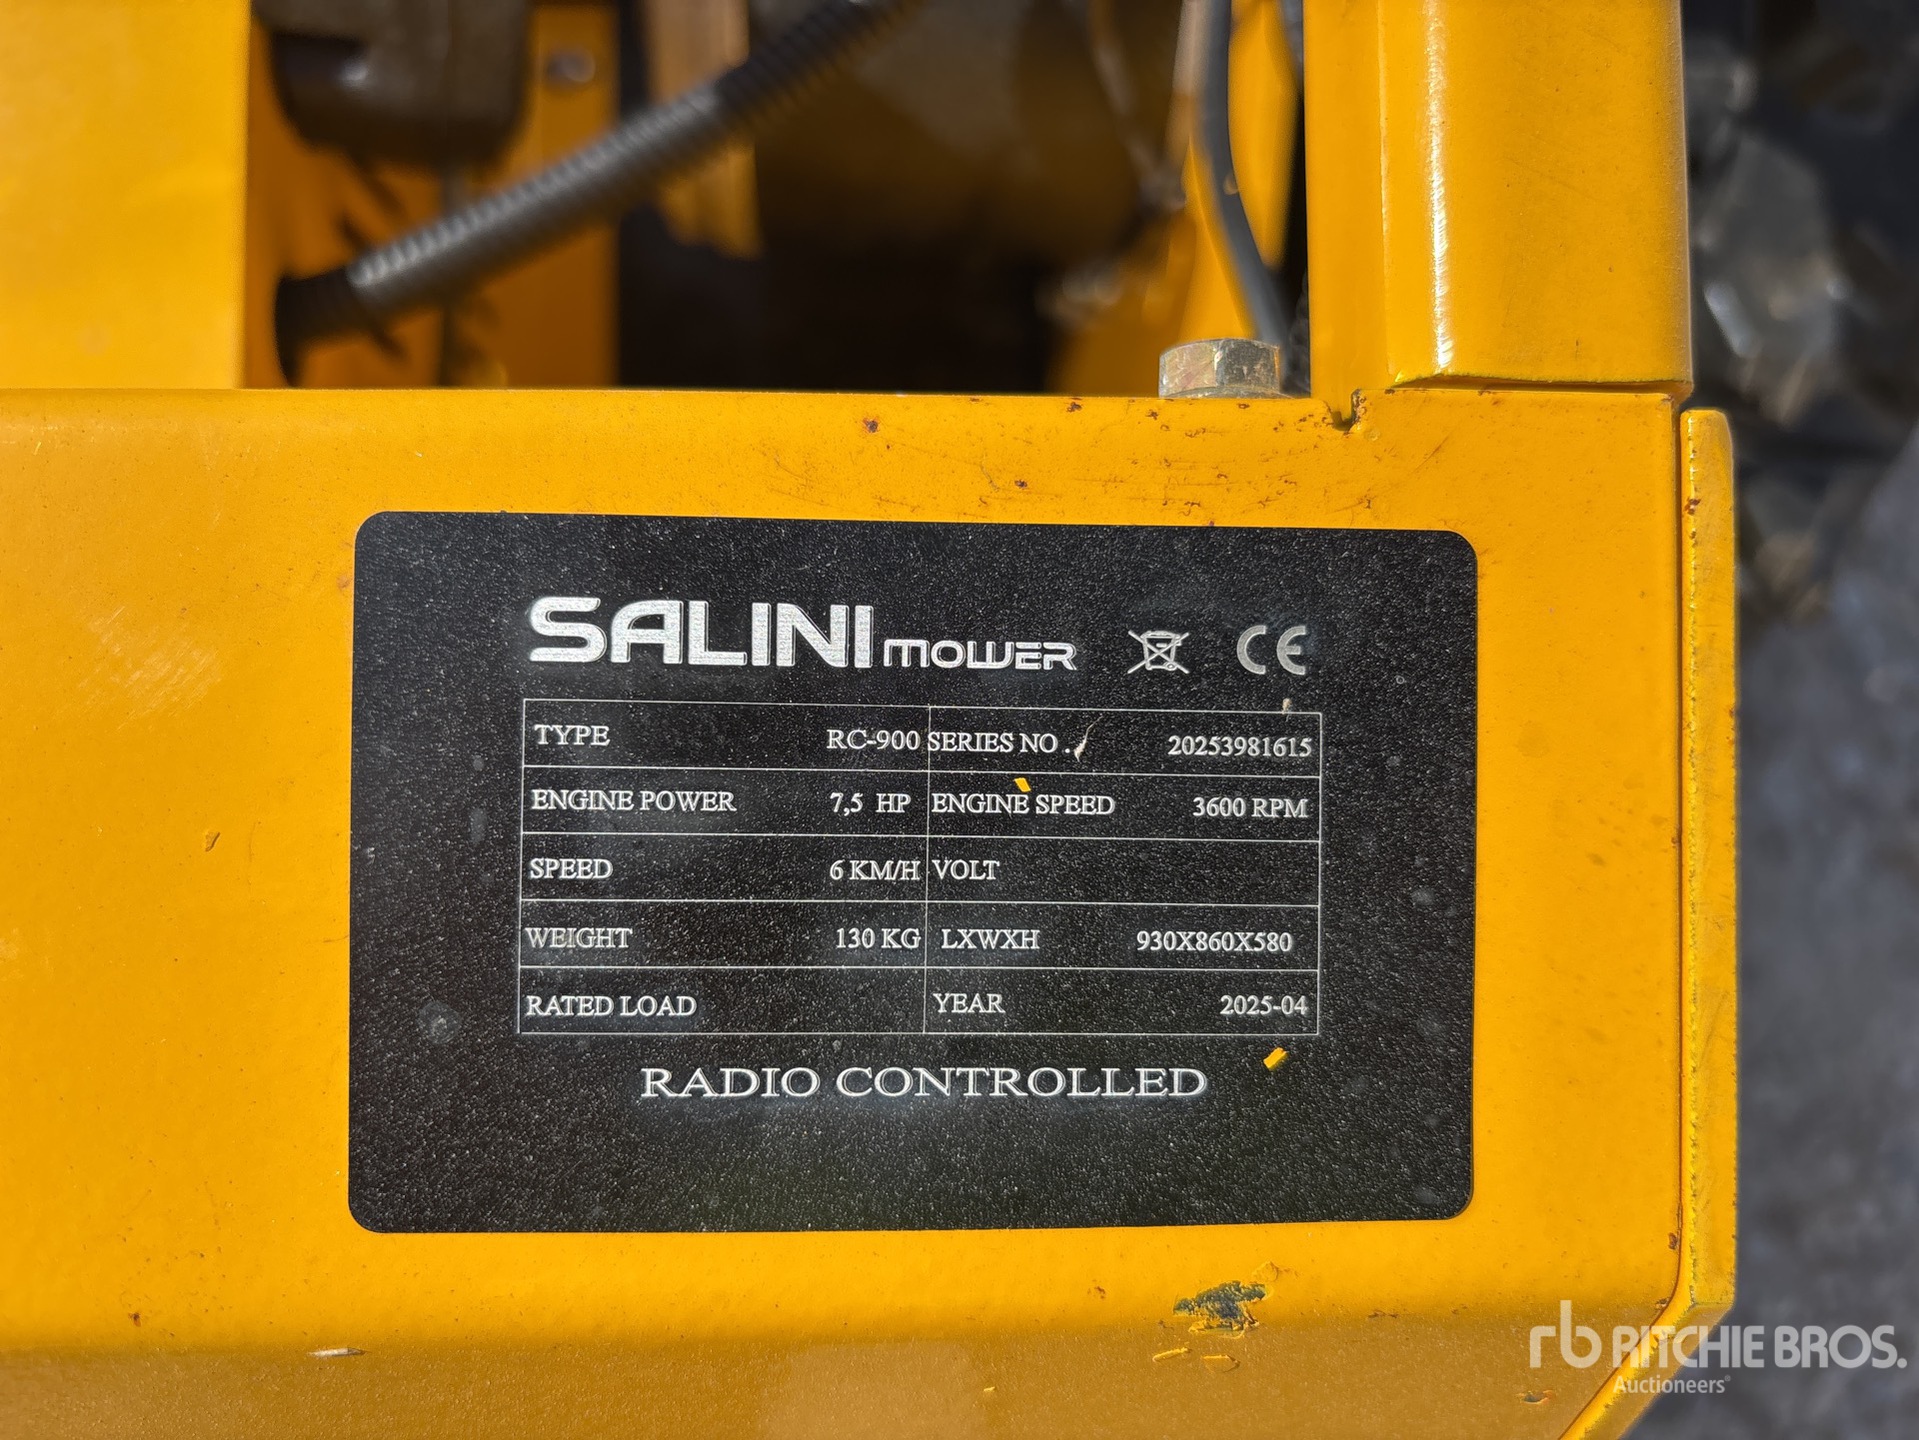 SALINI MOWER CE
TYPE RC-900 SERIES NO . 20253981615
ENGINE POWER 7,5 HP ENGINE SPEED 3600 RPM
SPEED 6 KM/H VOLT
WEIGHT 130 KG LXWXH 930X860X580
RATED LOAD YEAR 2025-04
RADIO CONTROLLED
rb RITCHIE BROS.
Auctioneers®